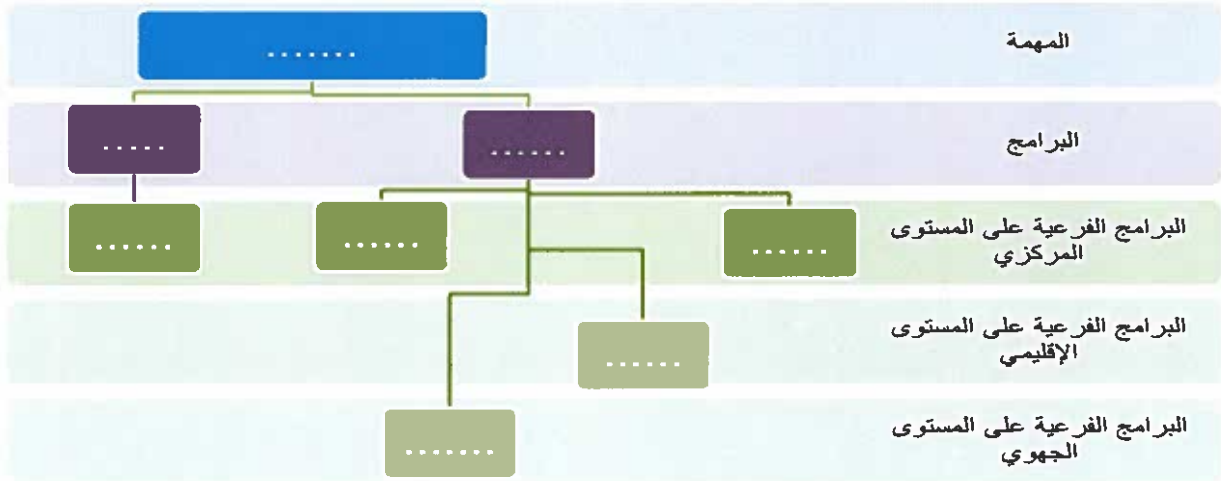 المهمة
.......
البرامج
......
.....
البرامج الفرعية على المستوى
المركزي
......
......
......
البرامج الفرعية على المستوى
الإقليمي
......
البرامج الفرعية على المستوى
الجهوي
.......